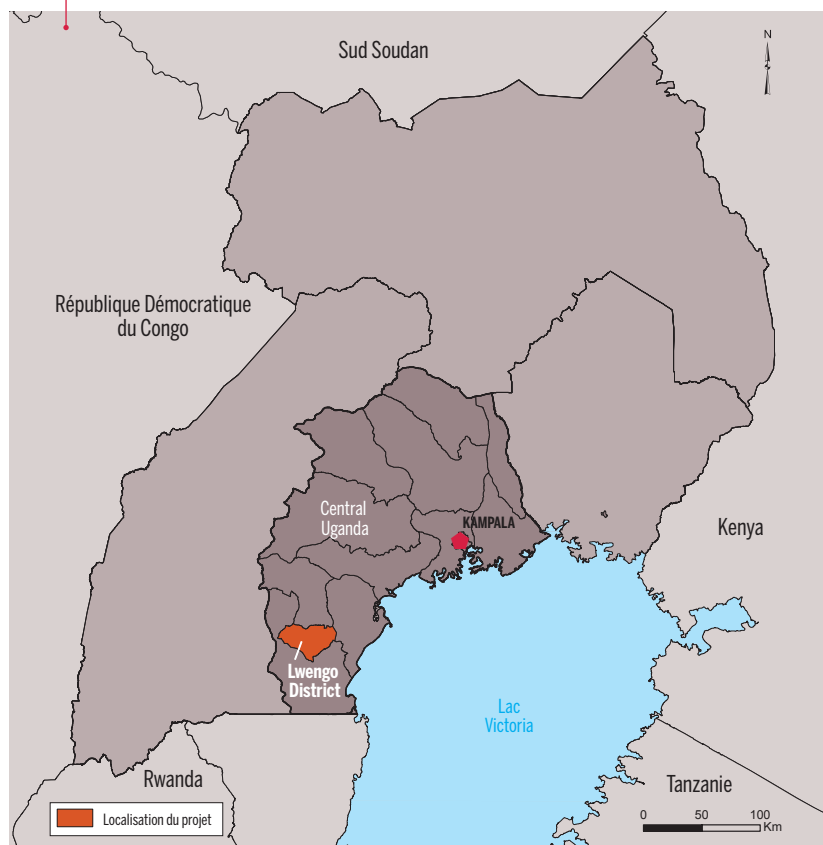 N
Sud Soudan
République Démocratique
du Congo
Central
Uganda
KAMPALA
Kenya
Lwengo
District
Lac
Victoria
Rwanda
Tanzanie
Localisation du projet
0 50 100
Km